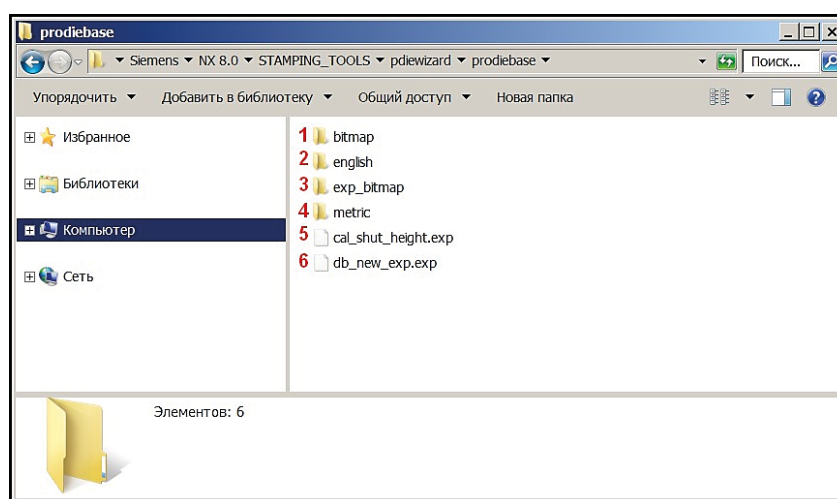 prodiebase
Siemens ▾ NX 8.0 ▾ STAMPING_TOOLS ▾ pdiewizard ▾ prodiebase ▾
Поиск...
Упорядочить ▾ Добавить в библиотеку ▾ Общий доступ ▾ Новая папка
Избранное
Библиотеки
Компьютер
Сеть
1 bitmap
2 english
3 exp_bitmap
4 metric
5 cal_shut_height.exp
6 db_new_exp.exp
Элементов: 6